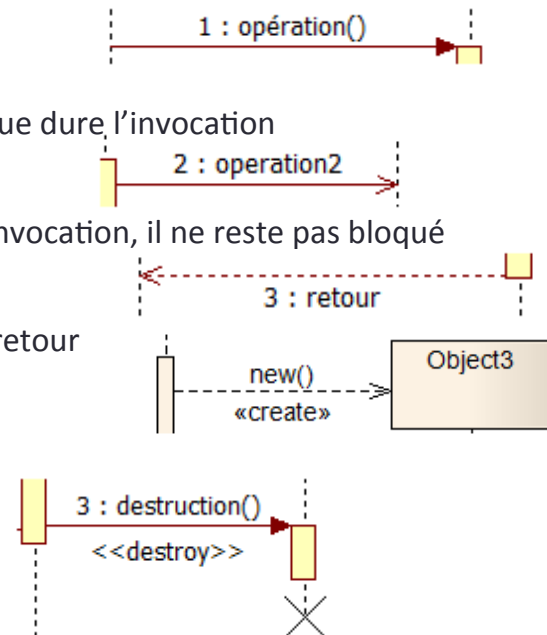 1 : opération()
ue dure l'invocation
2 : operation2
nvocation, il ne reste pas bloqué
3 : retour
retour
Object3
new()
«create»
3 : destruction()
<<destroy>>